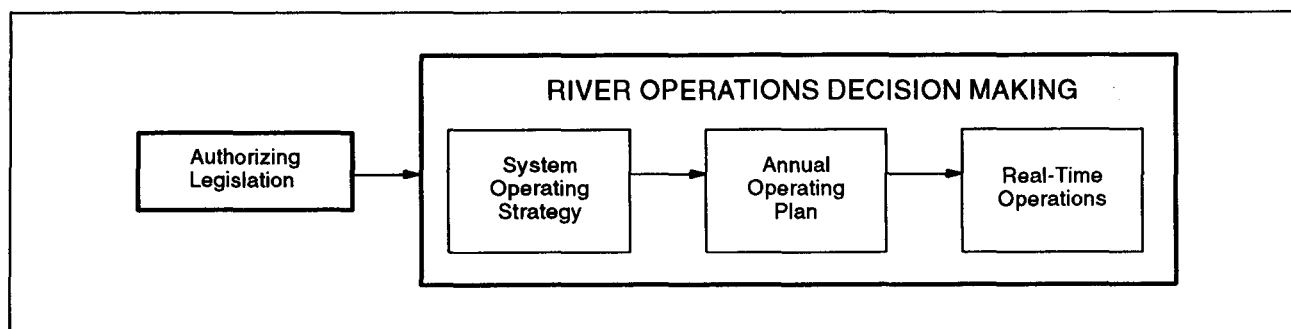 RIVER OPERATIONS DECISION MAKING
Authorizing
Legislation
System
Operating
Strategy
Annual
Operating
Plan
Real-Time
Operations